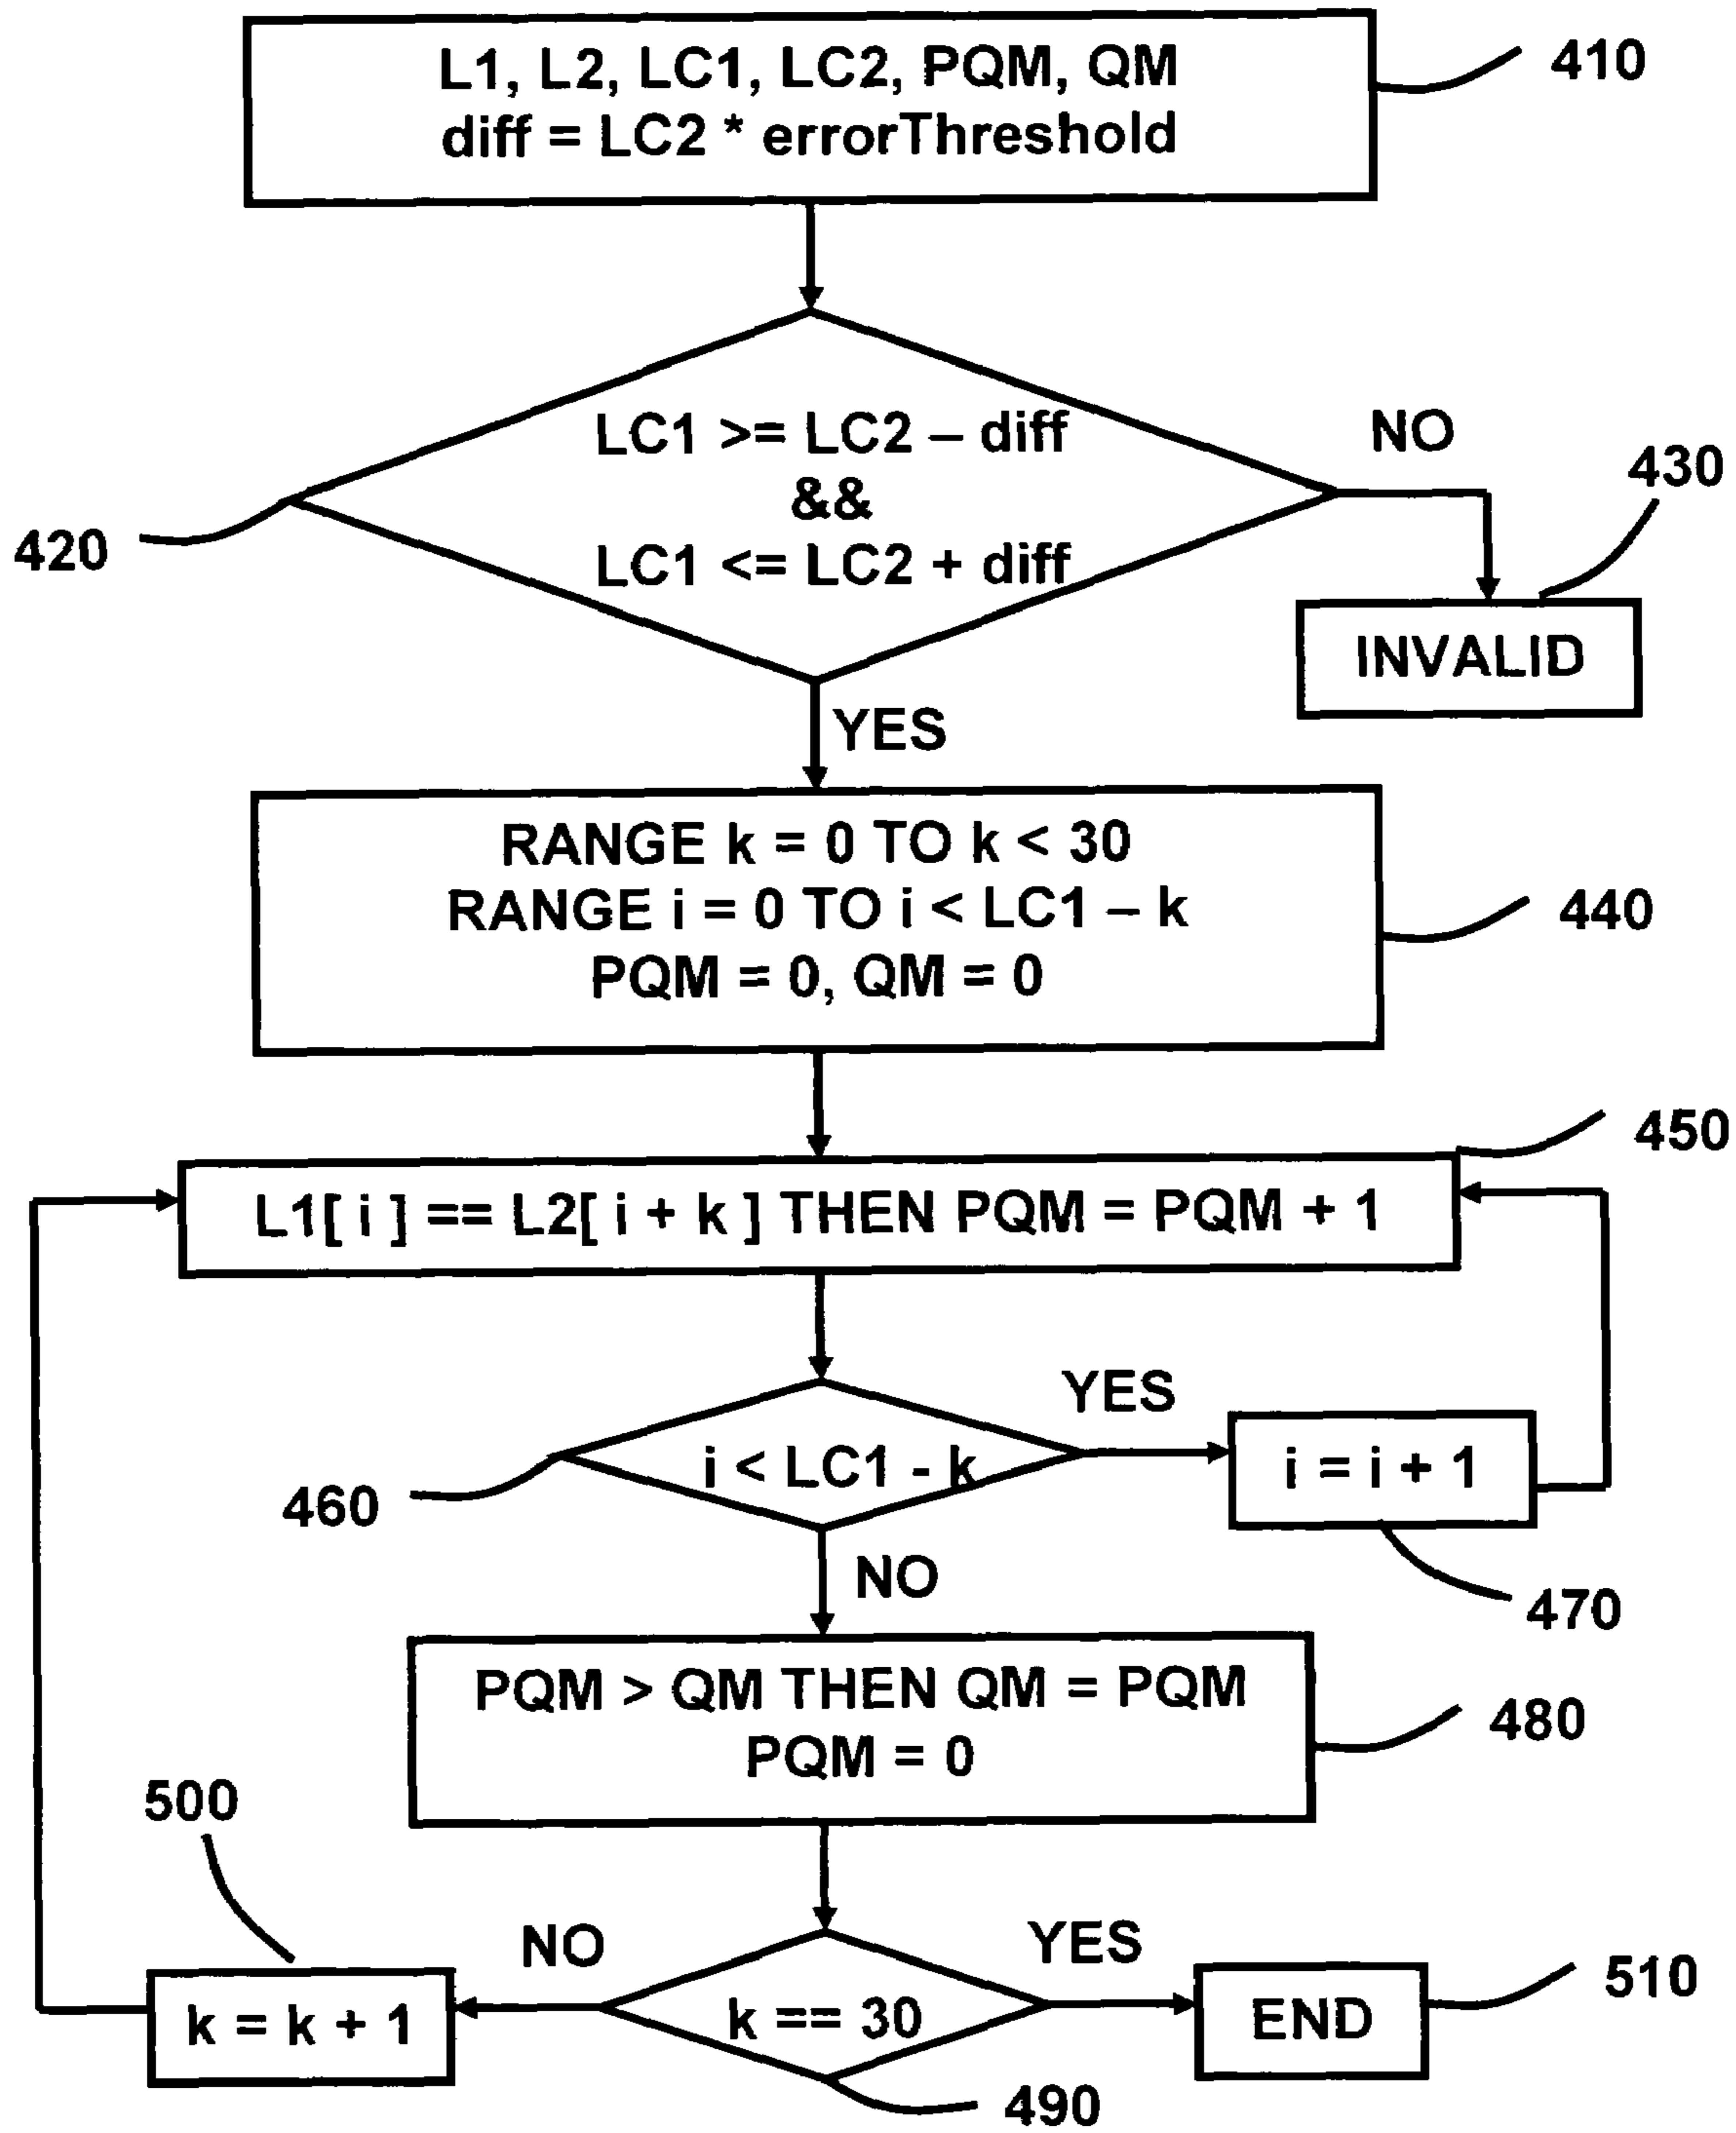 L1, L2, LC1, LC2, PQM, QM
diff = LC2 * errorThreshold
410
LC1 >= LC2 – diff
&&
LC1 <= LC2 + diff
NO
430
420
INVALID
YES
RANGE k = 0 TO k < 30
RANGE i = 0 TO i < LC1 – k
PQM = 0, QM = 0
440
450
L1[ i ] == L2[ i + k ] THEN PQM = PQM + 1
YES
i < LC1 - k
i = i + 1
460
NO
470
PQM > QM THEN QM = PQM
PQM = 0
480
500
NO
YES
510
k = k + 1
k == 30
END
490